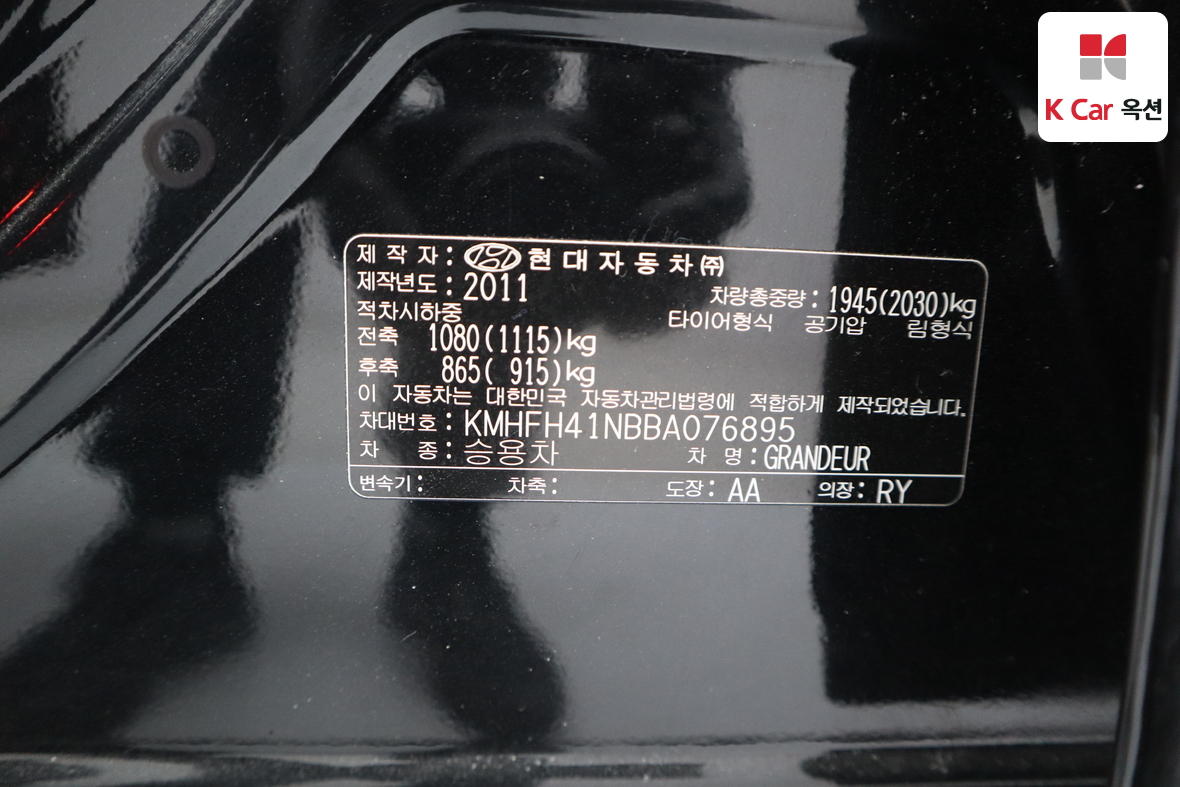 K Car 옥션
제 작 자 : 현 대 자 동 차 ㈜
제작년도 : 2011 차량총중량 : 1945(2030)kg
적차시하중 타이어형식 공기압 림형식
전축 1080(1115)kg
후축 865( 915)kg
이 자동차는 대한민국 자동차관리법령에 적합하게 제작되었습니다.
차대번호 : KMHFH41NBBA076895
차 종 : 승용차 차 명 : GRANDEUR
변속기 : 차축 : 도장 : AA 의장 : RY